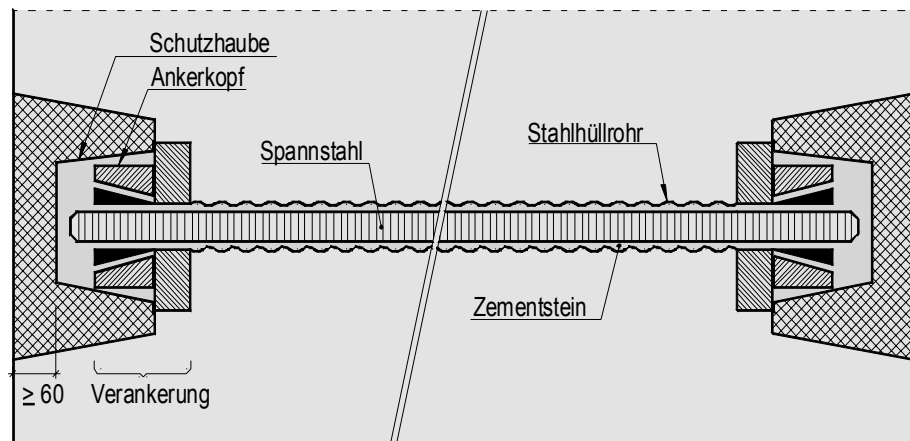 Schutzhaube
Ankerkopf
Spannstahl
Stahlhüllrohr
Zementstein
≥ 60
Verankerung